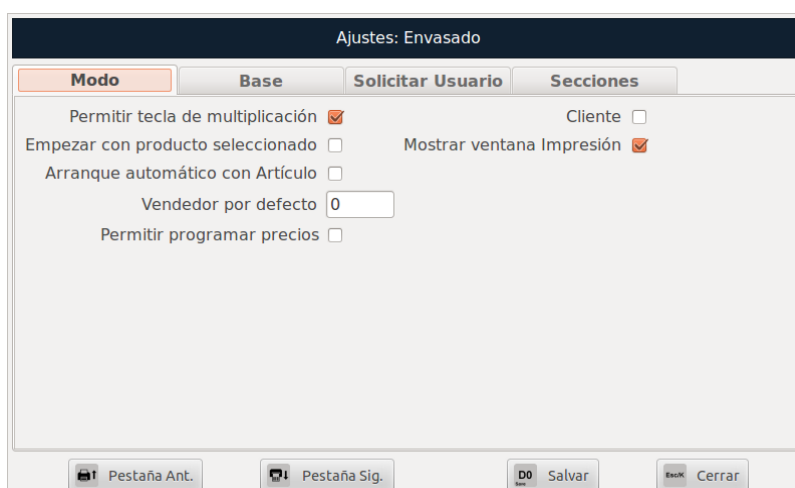 Ajustes: Envasado
Modo Base Solicitar Usuario Secciones
Permitir tecla de multiplicación Cliente
Empezar con producto seleccionado Mostrar ventana Impresión
Arranque automático con Artículo
Vendedor por defecto 0
Permitir programar precios
Pestaña Ant. Pestaña Sig. D0 Salvar Esc/K Cerrar